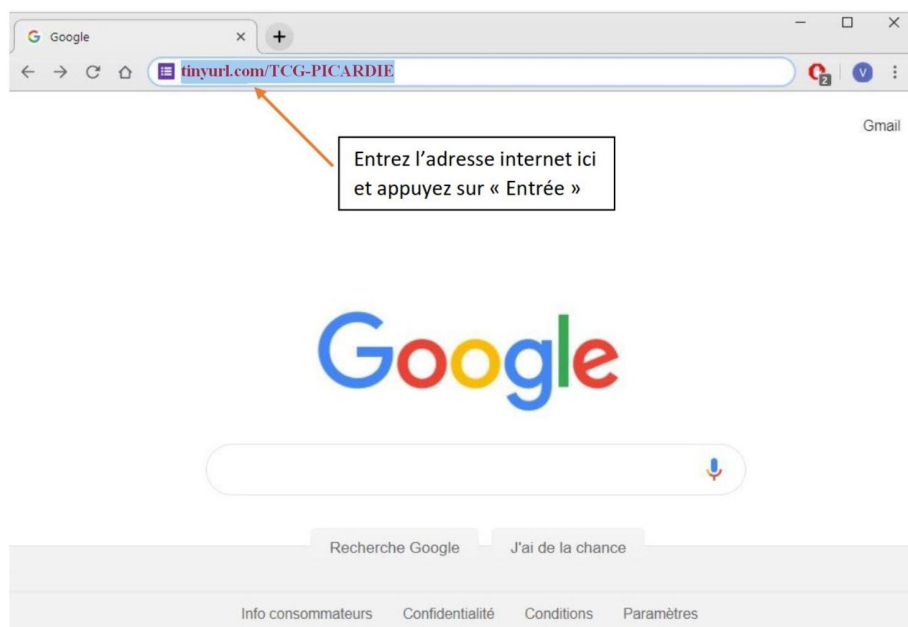 Google
tinyurl.com/TCG-PICARDIE
2
V
Gmail
Entrez l'adresse internet ici
et appuyez sur « Entrée »
Google
Recherche Google J'ai de la chance
Info consommateurs Confidentialité Conditions Paramètres